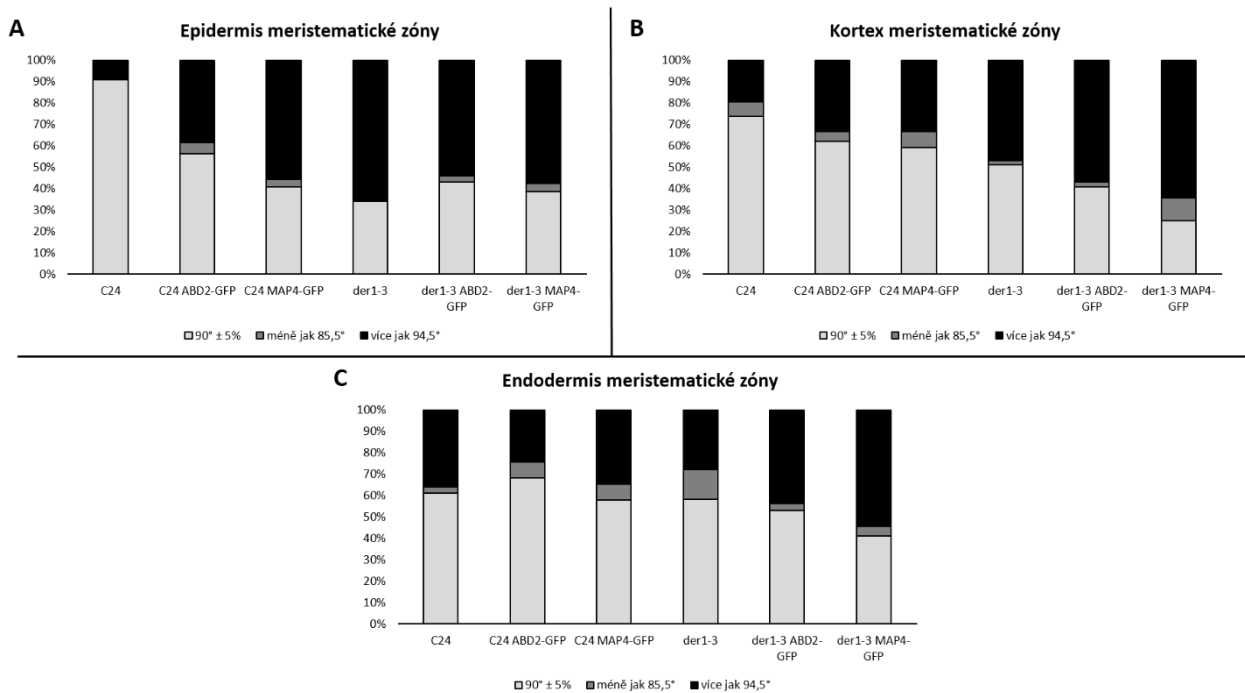 A
Epidermis meristematické zóny
100%
90%
80%
70%
60%
50%
40%
30%
20%
10%
0%
C24
C24 ABD2-GFP
C24 MAP4-GFP
der1-3
der1-3 ABD2-
GFP
der1-3 MAP4-
GFP
90° ± 5% méně jak 85,5° více jak 94,5°
B
Kortex meristematické zóny
100%
90%
80%
70%
60%
50%
40%
30%
20%
10%
0%
C24
C24 ABD2-GFP
C24 MAP4-GFP
der1-3
der1-3 ABD2-
GFP
der1-3 MAP4-
GFP
90° ± 5% méně jak 85,5° více jak 94,5°
C
Endodermis meristematické zóny
100%
90%
80%
70%
60%
50%
40%
30%
20%
10%
0%
C24
C24 ABD2-GFP
C24 MAP4-GFP
der1-3
der1-3 ABD2-
GFP
der1-3 MAP4-
GFP
90° ± 5% méně jak 85,5° více jak 94,5°